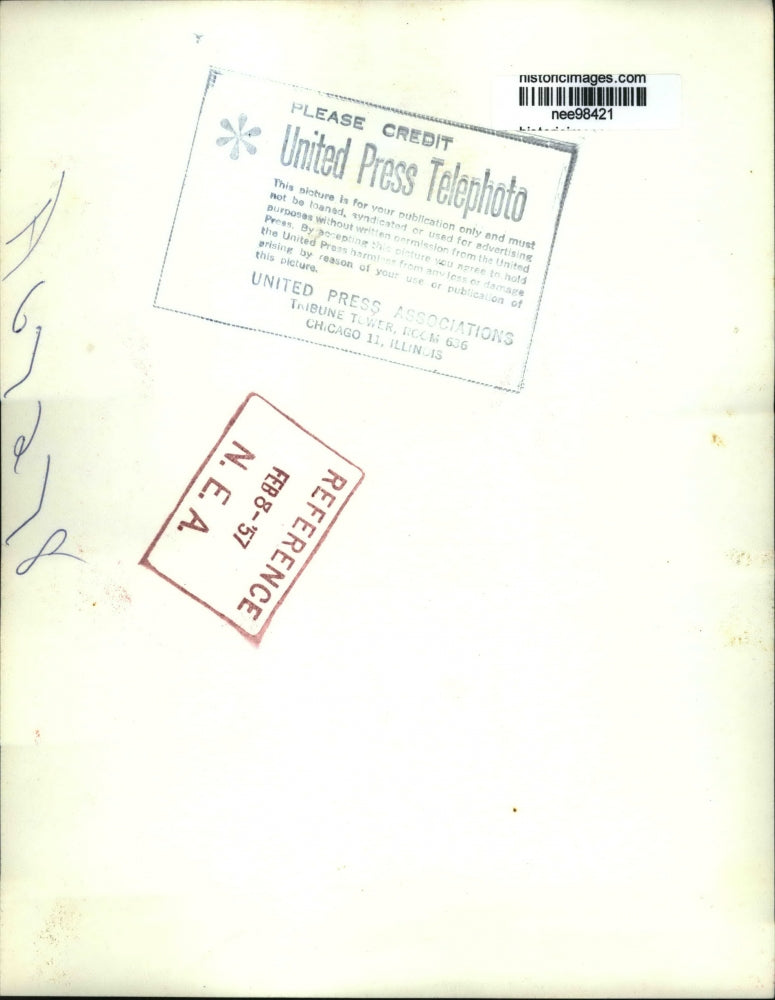 historicimages.com
nee98421
PLEASE CREDIT
United Press Telephoto
This picture is for your publication only and must
not be loaned, syndicated or used for advertising
purposes without written permission from the United
Press. By accepting this picture you agree to hold
the United Press harmless from any loss or damage
arising by reason of your use or publication of
this picture.
UNITED PRESS ASSOCIATIONS
TRIBUNE TOWER, ROOM 636
CHICAGO 11, ILLINOIS
REFERENCE
FEB 8-'57
N. E. A.